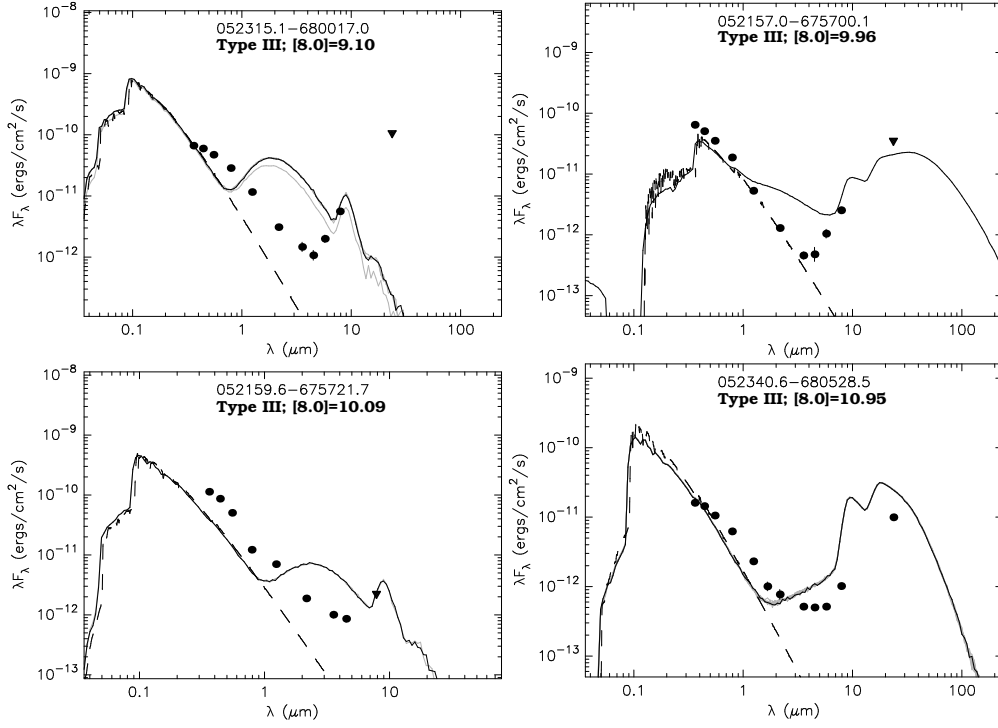 052315.1−680017.0
Type III; [8.0]=9.10
10⁻⁸
10⁻⁹
10⁻¹⁰
10⁻¹¹
10⁻¹²
λF_λ (ergs/cm²/s)
0.1 1 10 100
λ (μm)
052157.0−675700.1
Type III; [8.0]=9.96
10⁻⁹
10⁻¹⁰
10⁻¹¹
10⁻¹²
10⁻¹³
λF_λ (ergs/cm²/s)
0.1 1 10 100
λ (μm)
052159.6−675721.7
Type III; [8.0]=10.09
10⁻⁸
10⁻⁹
10⁻¹⁰
10⁻¹¹
10⁻¹²
10⁻¹³
λF_λ (ergs/cm²/s)
0.1 1 10
λ (μm)
052340.6−680528.5
Type III; [8.0]=10.95
10⁻⁹
10⁻¹⁰
10⁻¹¹
10⁻¹²
10⁻¹³
λF_λ (ergs/cm²/s)
0.1 1 10 100
λ (μm)